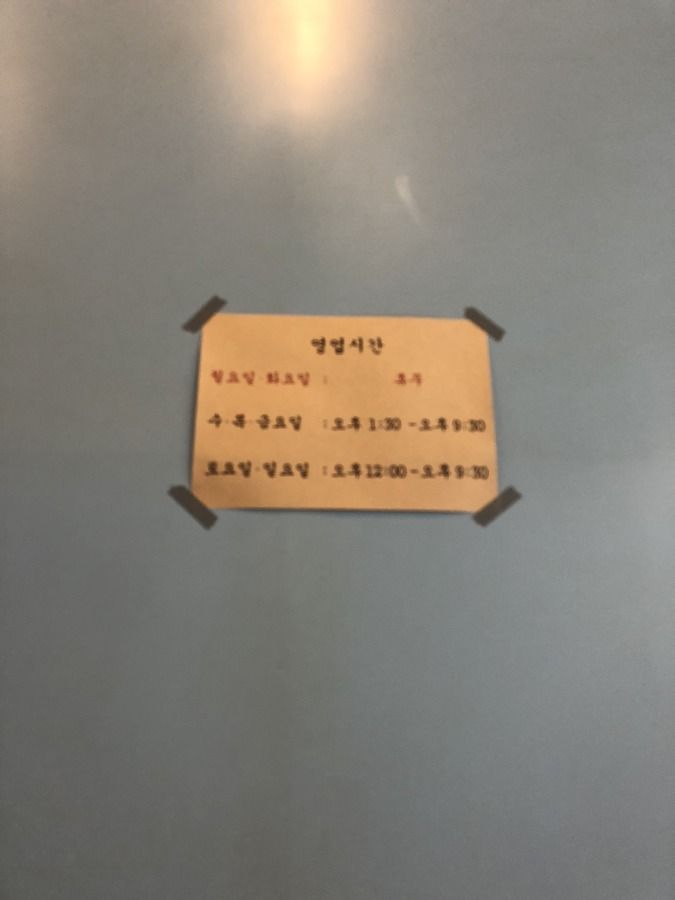 영업시간
월요일·화요일 : 휴무
수·목·금요일 : 오후 1:30 - 오후 9:30
토요일·일요일 : 오후 12:00 - 오후 9:30